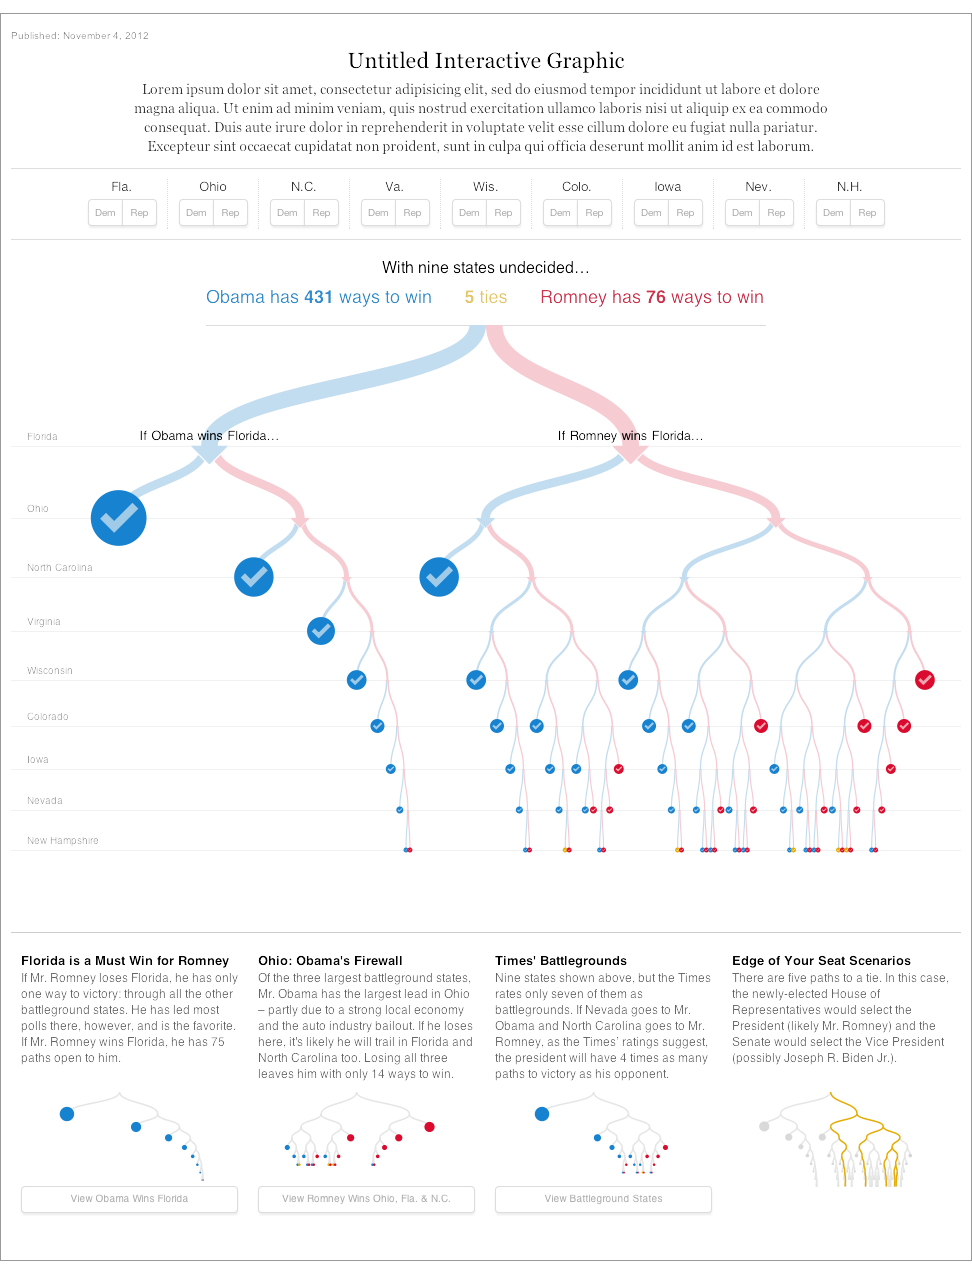 Published: November 4, 2012
Untitled Interactive Graphic
Lorem ipsum dolor sit amet, consectetur adipisicing elit, sed do eiusmod tempor incididunt ut labore et dolore
magna aliqua. Ut enim ad minim veniam, quis nostrud exercitation ullamco laboris nisi ut aliquip ex ea commodo
consequat. Duis aute irure dolor in reprehenderit in voluptate velit esse cillum dolore eu fugiat nulla pariatur.
Excepteur sint occaecat cupidatat non proident, sunt in culpa qui officia deserunt mollit anim id est laborum.
Fla. Ohio N.C. Va. Wis. Colo. Iowa Nev. N.H.
Dem Rep Dem Rep Dem Rep Dem Rep Dem Rep Dem Rep Dem Rep Dem Rep Dem Rep
With nine states undecided…
Obama has 431 ways to win 5 ties Romney has 76 ways to win
Florida If Obama wins Florida… If Romney wins Florida…
Ohio
North Carolina
Virginia
Wisconsin
Colorado
Iowa
Nevada
New Hampshire
Florida is a Must Win for Romney
If Mr. Romney loses Florida, he has only
one way to victory: through all the other
battleground states. He has led most
polls there, however, and is the favorite.
If Mr. Romney wins Florida, he has 75
paths open to him.
View Obama Wins Florida
Ohio: Obama's Firewall
Of the three largest battleground states,
Mr. Obama has the largest lead in Ohio
– partly due to a strong local economy
and the auto industry bailout. If he loses
here, it's likely he will trail in Florida and
North Carolina too. Losing all three
leaves him with only 14 ways to win.
View Romney Wins Ohio, Fla. & N.C.
Times' Battlegrounds
Nine states shown above, but the Times
rates only seven of them as
battlegrounds. If Nevada goes to Mr.
Obama and North Carolina goes to Mr.
Romney, as the Times' ratings suggest,
the president will have 4 times as many
paths to victory as his opponent.
View Battleground States
Edge of Your Seat Scenarios
There are five paths to a tie. In this case,
the newly-elected House of
Representatives would select the
President (likely Mr. Romney) and the
Senate would select the Vice President
(possibly Joseph R. Biden Jr.).